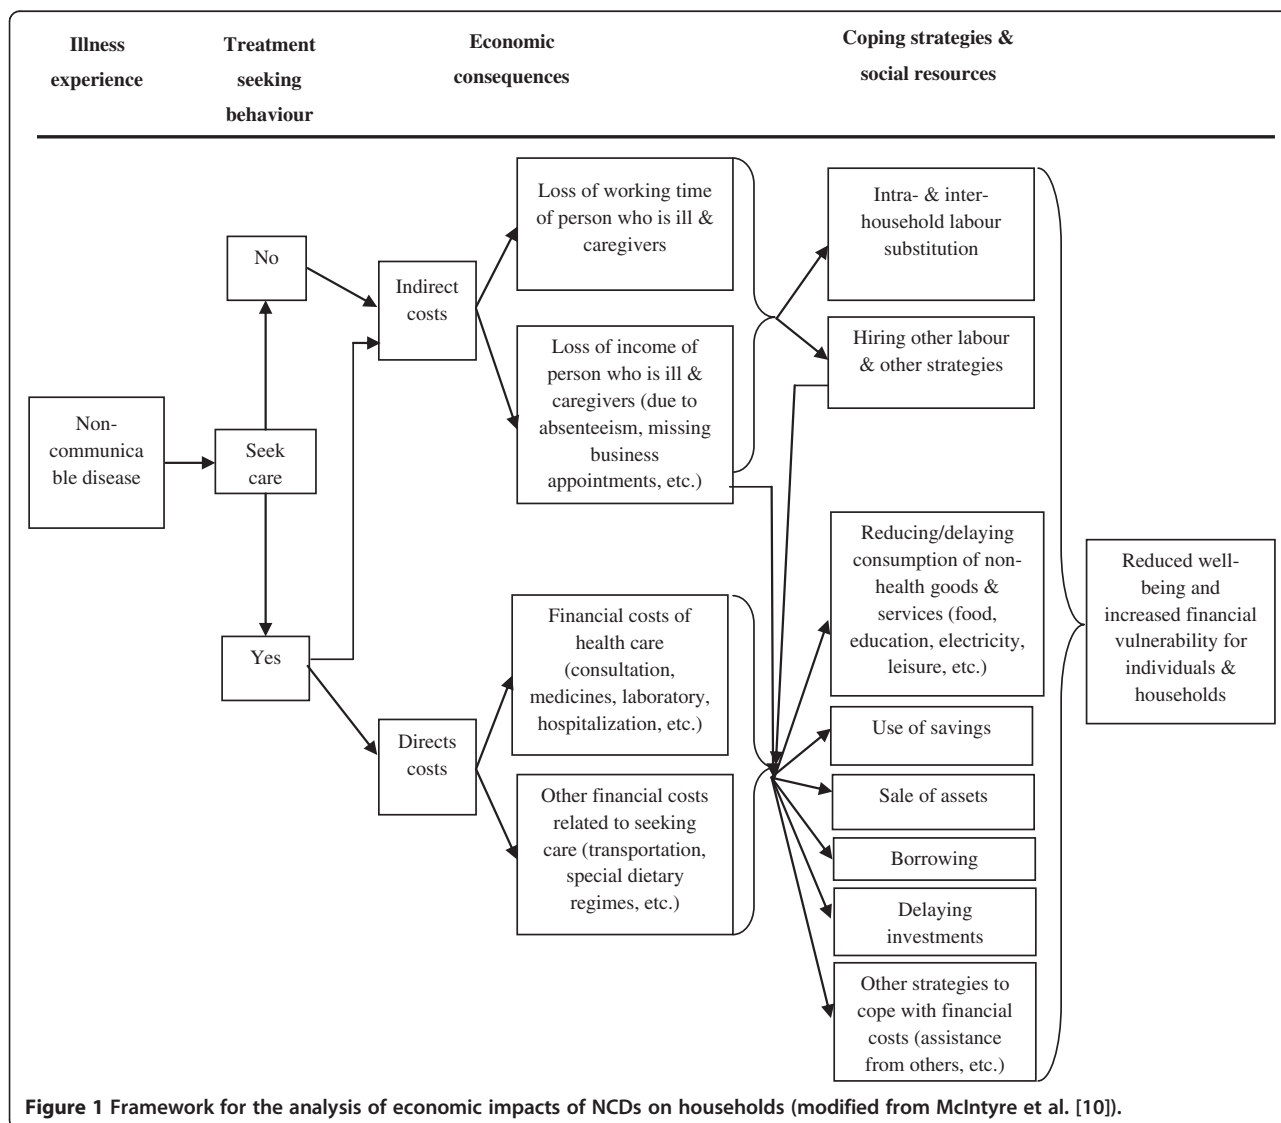 Illness
experience
Treatment
seeking
behaviour
Economic
consequences
Coping strategies &
social resources
Non-
communica
ble disease
Seek
care
No
Yes
Indirect
costs
Directs
costs
Loss of working time
of person who is ill &
caregivers
Loss of income of
person who is ill &
caregivers (due to
absenteeism, missing
business
appointments, etc.)
Financial costs of
health care
(consultation,
medicines, laboratory,
hospitalization, etc.)
Other financial costs
related to seeking
care (transportation,
special dietary
regimes, etc.)
Intra- & inter-
household labour
substitution
Hiring other labour
& other strategies
Reducing/delaying
consumption of non-
health goods &
services (food,
education, electricity,
leisure, etc.)
Use of savings
Sale of assets
Borrowing
Delaying
investments
Other strategies to
cope with financial
costs (assistance
from others, etc.)
Reduced well-
being and
increased financial
vulnerability for
individuals &
households
Figure 1 Framework for the analysis of economic impacts of NCDs on households (modified from McIntyre et al. [10]).